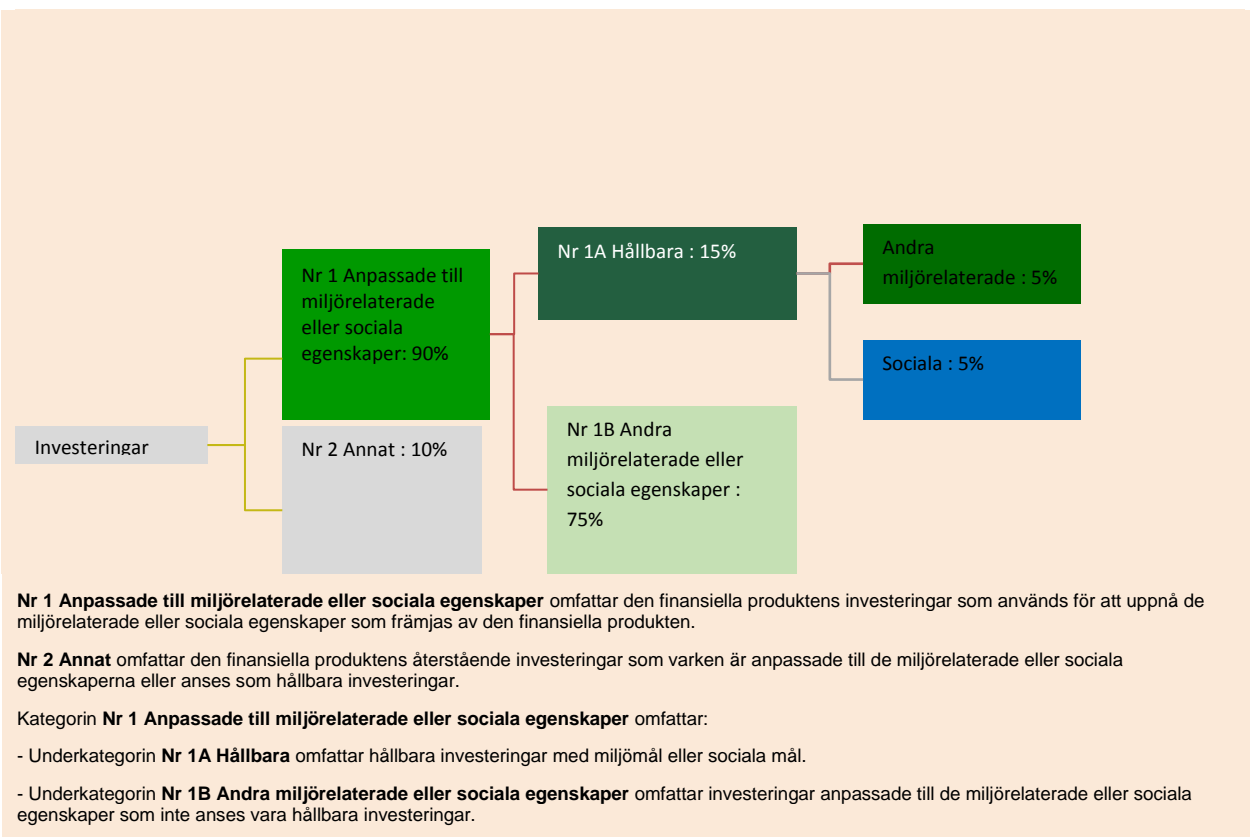 Nr 1A Hållbara : 15%
Andra
miljörelaterade : 5%
Nr 1 Anpassade till
miljörelaterade
eller sociala
egenskaper: 90%
Sociala : 5%
Investeringar
Nr 2 Annat : 10%
Nr 1B Andra
miljörelaterade eller
sociala egenskaper :
75%
Nr 1 Anpassade till miljörelaterade eller sociala egenskaper omfattar den finansiella produktens investeringar som används för att uppnå de
miljörelaterade eller sociala egenskaper som främjas av den finansiella produkten.
Nr 2 Annat omfattar den finansiella produktens återstående investeringar som varken är anpassade till de miljörelaterade eller sociala
egenskaperna eller anses som hållbara investeringar.
Kategorin Nr 1 Anpassade till miljörelaterade eller sociala egenskaper omfattar:
- Underkategorin Nr 1A Hållbara omfattar hållbara investeringar med miljömål eller sociala mål.
- Underkategorin Nr 1B Andra miljörelaterade eller sociala egenskaper omfattar investeringar anpassade till de miljörelaterade eller sociala
egenskaper som inte anses vara hållbara investeringar.